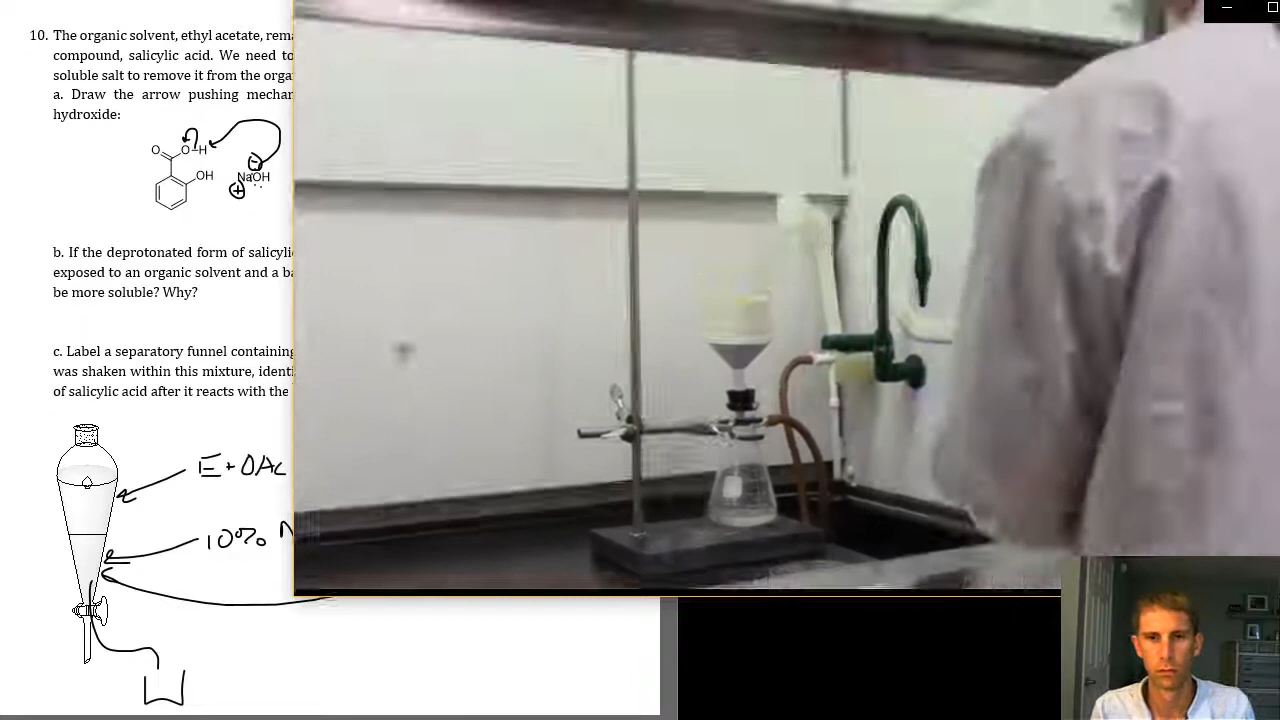 10. The organic solvent, ethyl acetate, rema
compound, salicylic acid. We need to
soluble salt to remove it from the orga
a. Draw the arrow pushing mechan
hydroxide:
O O-H
OH NaOH
b. If the deprotonated form of salicyli
exposed to an organic solvent and a ba
be more soluble? Why?
c. Label a separatory funnel containing
was shaken within this mixture, identi
of salicylic acid after it reacts with the
EtOAc
10% N